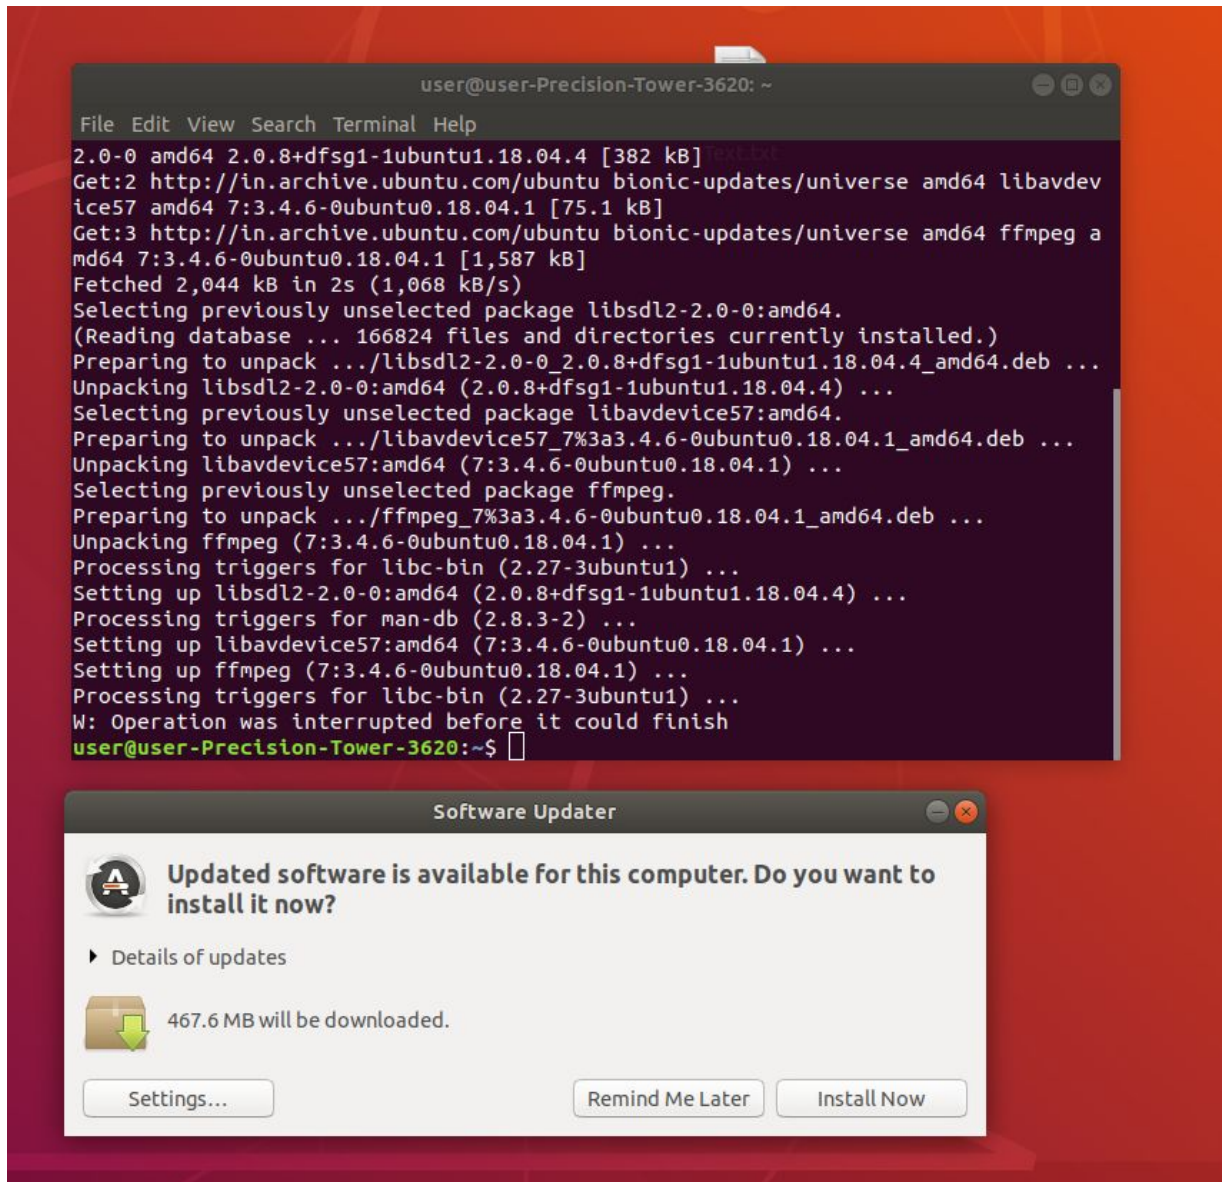 user@user-Precision-Tower-3620: ~
File Edit View Search Terminal Help
2.0-0 amd64 2.0.8+dfsg1-1ubuntu1.18.04.4 [382 kB]
Text.txt
Get:2 http://in.archive.ubuntu.com/ubuntu bionic-updates/universe amd64 libavdev
ice57 amd64 7:3.4.6-0ubuntu0.18.04.1 [75.1 kB]
Get:3 http://in.archive.ubuntu.com/ubuntu bionic-updates/universe amd64 ffmpeg a
md64 7:3.4.6-0ubuntu0.18.04.1 [1,587 kB]
Fetched 2,044 kB in 2s (1,068 kB/s)
Selecting previously unselected package libsdl2-2.0-0:amd64.
(Reading database ... 166824 files and directories currently installed.)
Preparing to unpack .../libsdl2-2.0-0_2.0.8+dfsg1-1ubuntu1.18.04.4_amd64.deb ...
Unpacking libsdl2-2.0-0:amd64 (2.0.8+dfsg1-1ubuntu1.18.04.4) ...
Selecting previously unselected package libavdevice57:amd64.
Preparing to unpack .../libavdevice57_7%3a3.4.6-0ubuntu0.18.04.1_amd64.deb ...
Unpacking libavdevice57:amd64 (7:3.4.6-0ubuntu0.18.04.1) ...
Selecting previously unselected package ffmpeg.
Preparing to unpack .../ffmpeg_7%3a3.4.6-0ubuntu0.18.04.1_amd64.deb ...
Unpacking ffmpeg (7:3.4.6-0ubuntu0.18.04.1) ...
Processing triggers for libc-bin (2.27-3ubuntu1) ...
Setting up libsdl2-2.0-0:amd64 (2.0.8+dfsg1-1ubuntu1.18.04.4) ...
Processing triggers for man-db (2.8.3-2) ...
Setting up libavdevice57:amd64 (7:3.4.6-0ubuntu0.18.04.1) ...
Setting up ffmpeg (7:3.4.6-0ubuntu0.18.04.1) ...
Processing triggers for libc-bin (2.27-3ubuntu1) ...
W: Operation was interrupted before it could finish
user@user-Precision-Tower-3620:~$
Software Updater
Updated software is available for this computer. Do you want to
install it now?
Details of updates
467.6 MB will be downloaded.
Settings...
Remind Me Later
Install Now